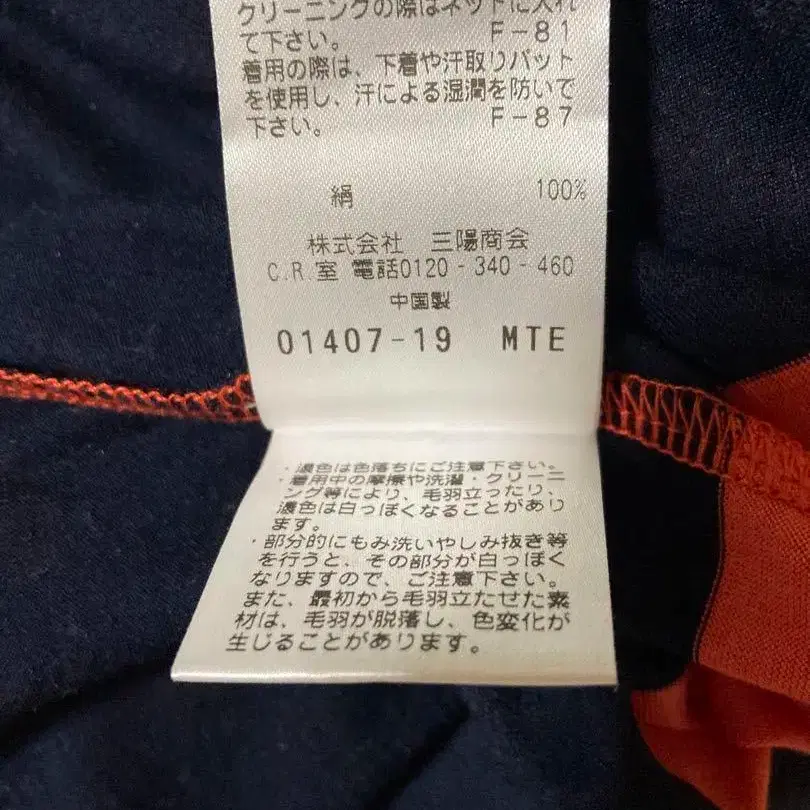 クリーニングの際はネットに入れ
て下さい。 F-81
着用の際は、下着や汗取りパット
を使用し、汗による湿潤を防いで
下さい。 F-87
絹 100%
株式会社 三陽商会
C.R.室 電話0120-340-460
中国製
01407-19 MTE
・濃色は色落ちにご注意下さい。
・着用中の摩擦や洗濯・クリーニ
ング等により、毛羽立ったり、
濃色は白っぽくなることがあり
ます。
・部分的にもみ洗いやしみ抜き等
を行うと、その部分が白っぽく
なりますので、ご注意下さい。
また、最初から毛羽立たせた素
材は、毛羽が脱落し、色変化が
生じることがあります。